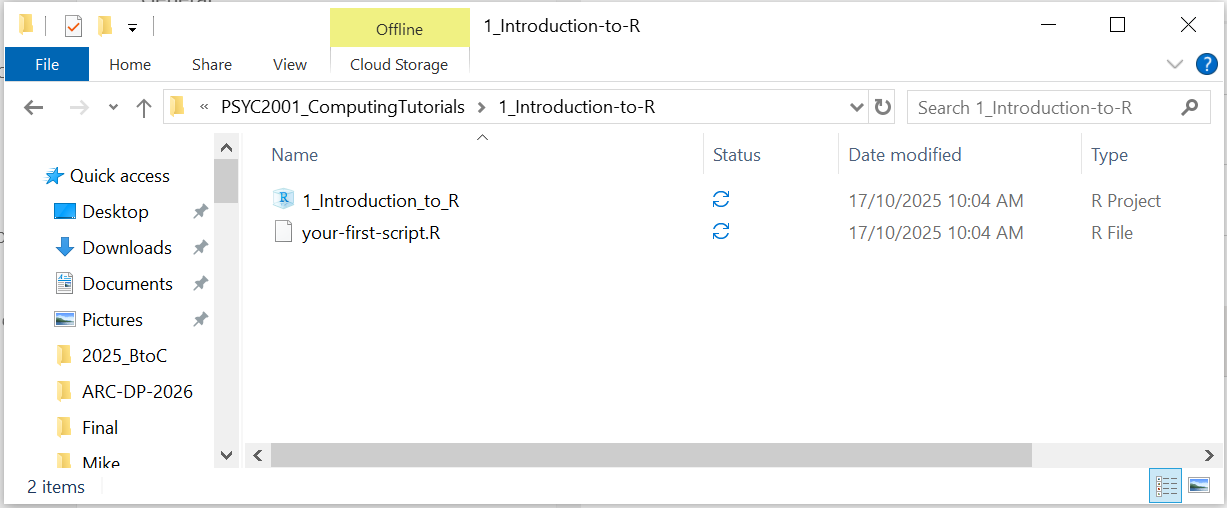 General
Offline
1_Introduction-to-R
File Home Share View Cloud Storage
« PSYC2001_ComputingTutorials > 1_Introduction-to-R
Search 1_Introduction-to-R
Name Status Date modified Type
Quick access
Desktop
Downloads
Documents
Pictures
2025_BtoC
ARC-DP-2026
Final
Mike
1_Introduction_to_R 17/10/2025 10:04 AM R Project
your-first-script.R 17/10/2025 10:04 AM R File
2 items